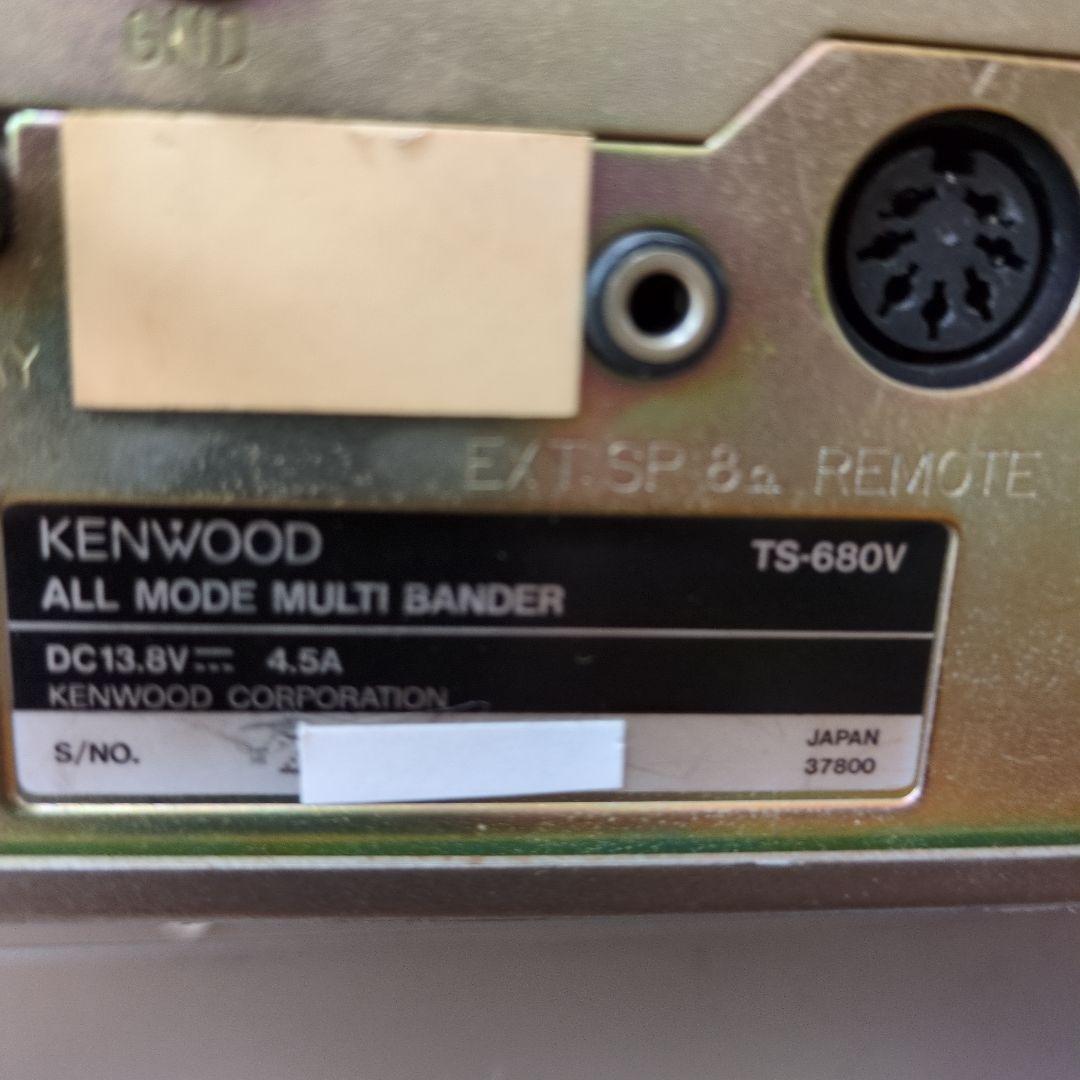 GND
EXT.SP 8Ω REMOTE
KENWOOD TS-680V
ALL MODE MULTI BANDER
DC13.8V⎓ 4.5A
KENWOOD CORPORATION
S/NO. JAPAN
37800